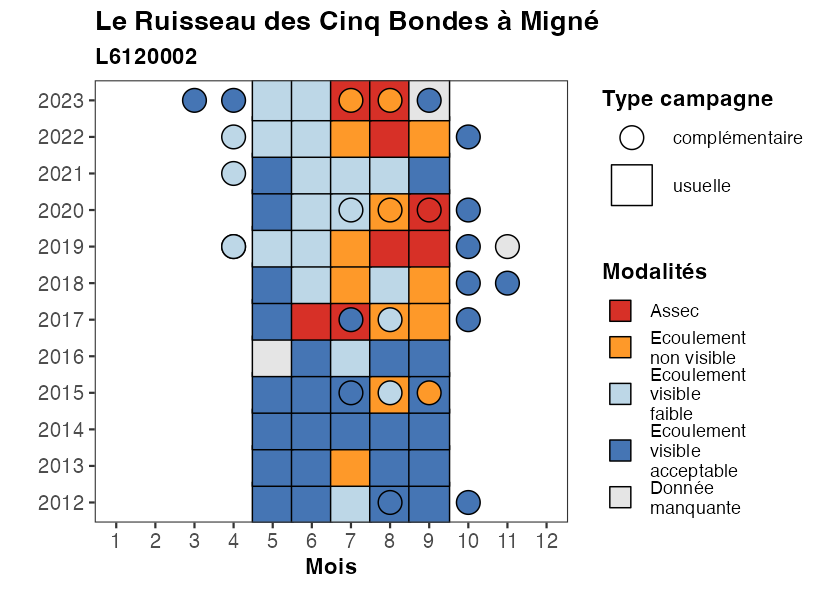 Le Ruisseau des Cinq Bondes à Migné
L6120002
2023
2022
2021
2020
2019
2018
2017
2016
2015
2014
2013
2012
1 2 3 4 5 6 7 8 9 10 11 12
Mois
Type campagne
complémentaire
usuelle
Modalités
Assec
Ecoulement
non visible
Ecoulement
visible
faible
Ecoulement
visible
acceptable
Donnée
manquante